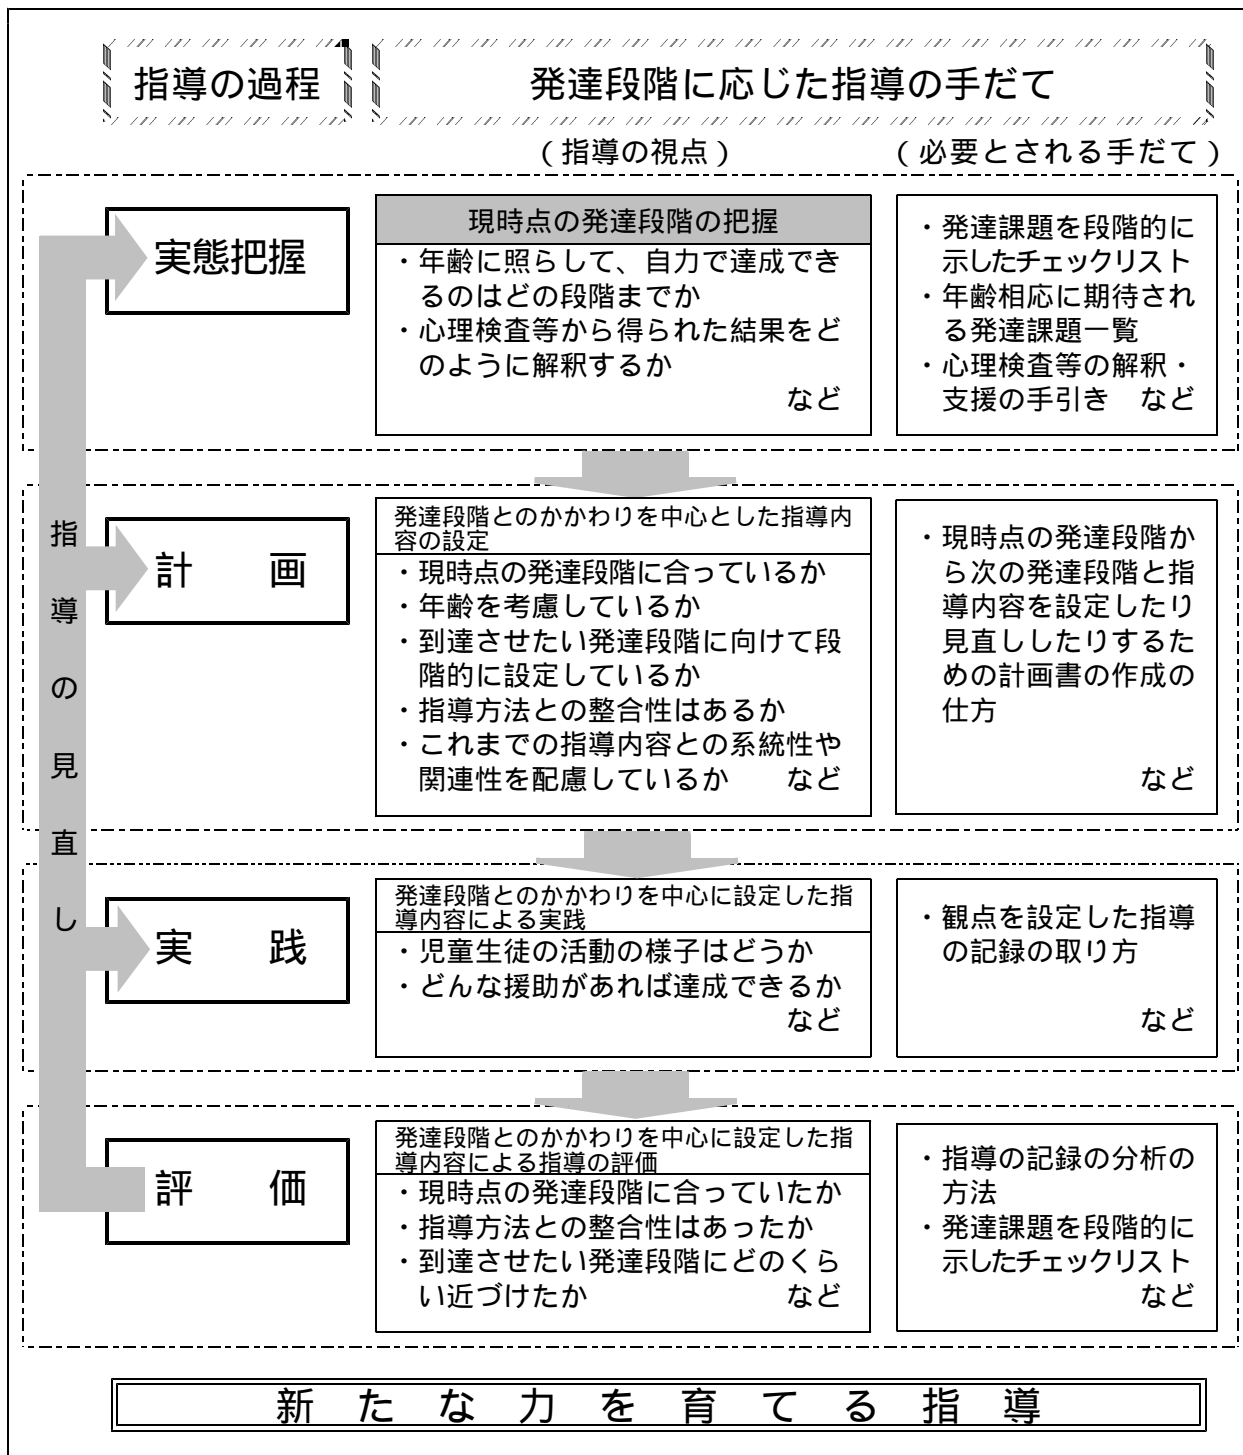 指導の過程
発達段階に応じた指導の手だて
（指導の視点）
（必要とされる手だて）
指導の見直し
実態把握
現時点の発達段階の把握
・年齢に照らして、自力で達成でき
るのはどの段階までか
・心理検査等から得られた結果をど
のように解釈するか
など
・発達課題を段階的に
示したチェックリスト
・年齢相応に期待され
る発達課題一覧
・心理検査等の解釈・
支援の手引き　など
計　画
発達段階とのかかわりを中心とした指導内
容の設定
・現時点の発達段階に合っているか
・年齢を考慮しているか
・到達させたい発達段階に向けて段
階的に設定しているか
・指導方法との整合性はあるか
・これまでの指導内容との系統性や
関連性を配慮しているか　など
・現時点の発達段階か
ら次の発達段階と指
導内容を設定したり
見直ししたりするた
めの計画書の作成の
仕方
など
実　践
発達段階とのかかわりを中心に設定した指
導内容による実践
・児童生徒の活動の様子はどうか
・どんな援助があれば達成できるか
など
・観点を設定した指導
の記録の取り方
など
評　価
発達段階とのかかわりを中心に設定した指
導内容による指導の評価
・現時点の発達段階に合っていたか
・指導方法との整合性はあったか
・到達させたい発達段階にどのくら
い近づけたか　など
・指導の記録の分析の
方法
・発達課題を段階的に
示したチェックリスト
など
新たな力を育てる指導